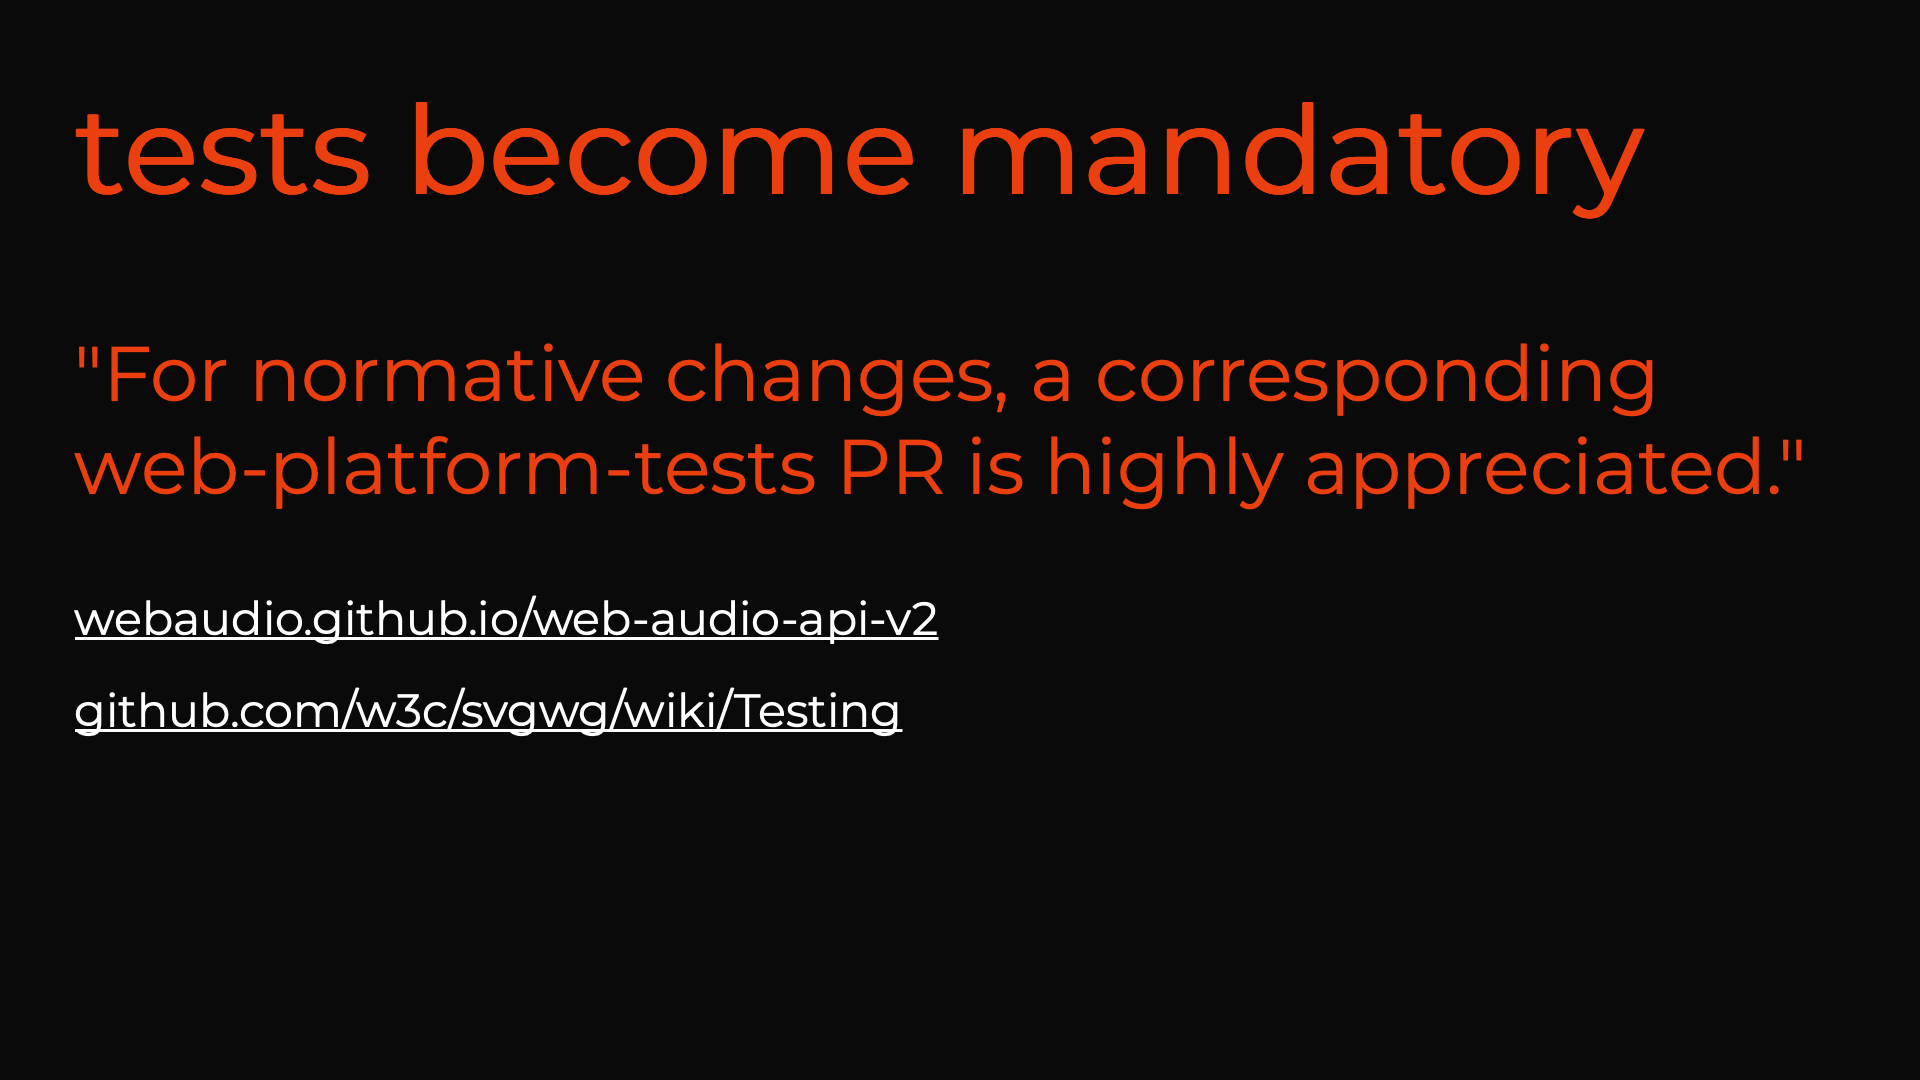 tests become mandatory
"For normative changes, a corresponding
web-platform-tests PR is highly appreciated."
webaudio.github.io/web-audio-api-v2
github.com/w3c/svgwg/wiki/Testing